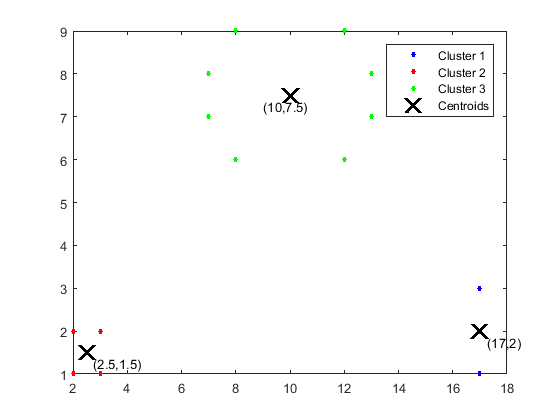 9
8
7
6
5
4
3
2
1
2 4 6 8 10 12 14 16 18
Cluster 1
Cluster 2
Cluster 3
Centroids
(10,7.5)
(17,2)
(2.5,1.5)